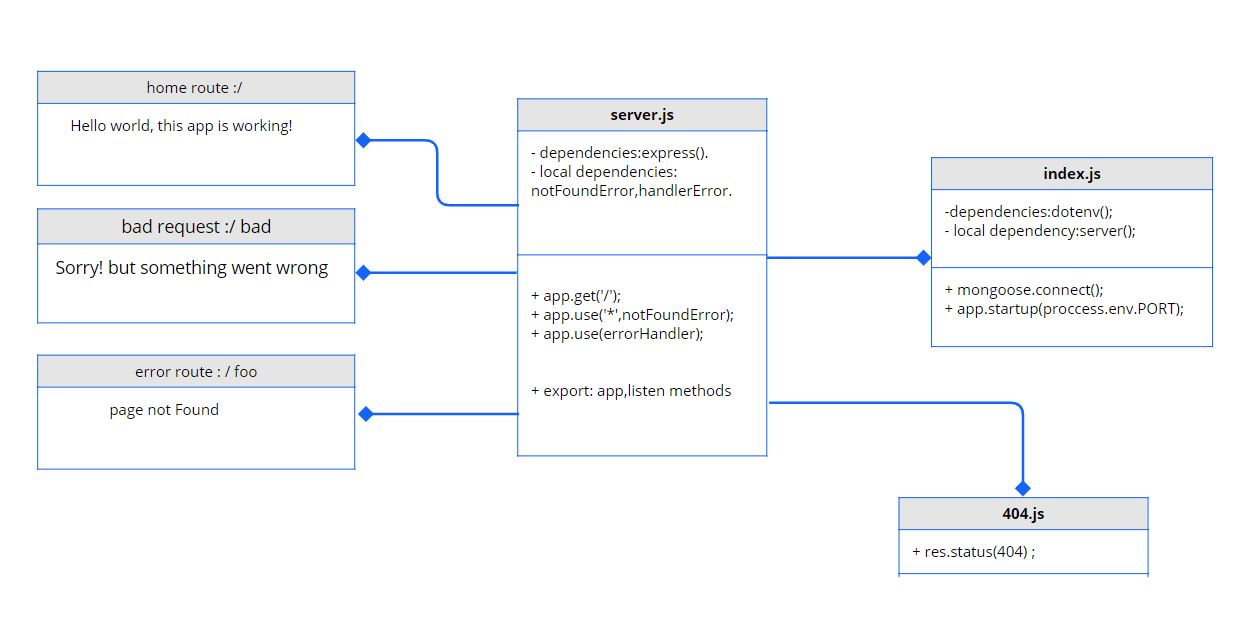 home route :/
Hello world, this app is working!
bad request :/ bad
Sorry! but something went wrong
error route : / foo
page not Found
server.js
- dependencies:express().
- local dependencies:
notFoundError,handlerError.
+ app.get('/');
+ app.use('*',notFoundError);
+ app.use(errorHandler);
+ export: app,listen methods
index.js
-dependencies:dotenv();
- local dependency:server();
+ mongoose.connect();
+ app.startup(proccess.env.PORT);
404.js
+ res.status(404) ;